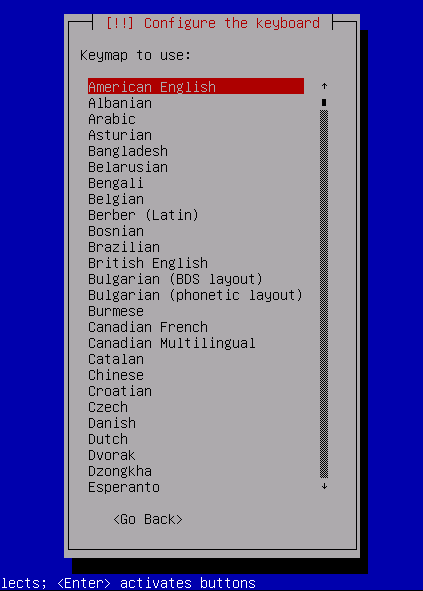 [!!] Configure the keyboard
Keymap to use:
American English
Albanian
Arabic
Asturian
Bangladesh
Belarusian
Bengali
Belgian
Berber (Latin)
Bosnian
Brazilian
British English
Bulgarian (BDS layout)
Bulgarian (phonetic layout)
Burmese
Canadian French
Canadian Multilingual
Catalan
Chinese
Croatian
Czech
Danish
Dutch
Dvorak
Dzongkha
Esperanto
<Go Back>
lects; <Enter> activates buttons